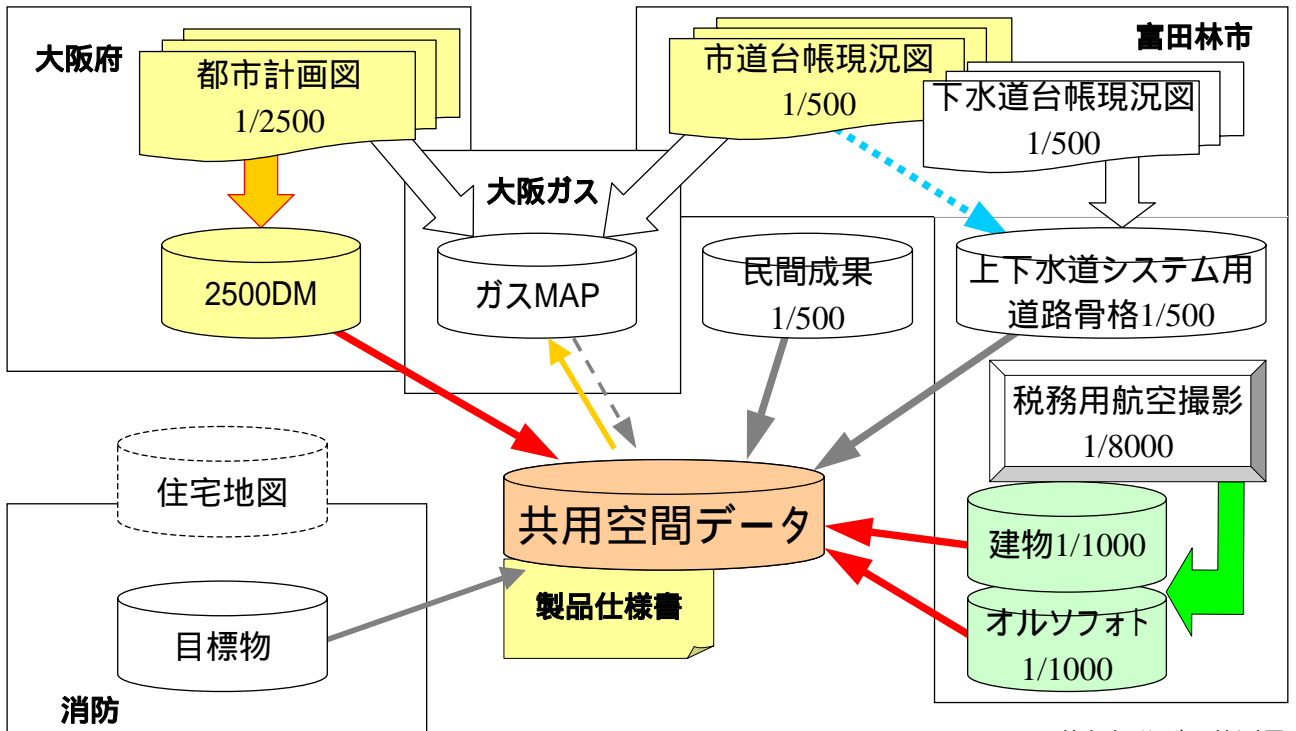 大阪府
都市計画図
1/2500
2500DM
大阪ガス
ガスMAP
富田林市
市道台帳現況図
1/500
下水道台帳現況図
1/500
民間成果
1/500
上下水道システム用
道路骨格1/500
税務用航空撮影
1/8000
建物1/1000
オルソフォト
1/1000
共用空間データ
製品仕様書
住宅地図
目標物
消防